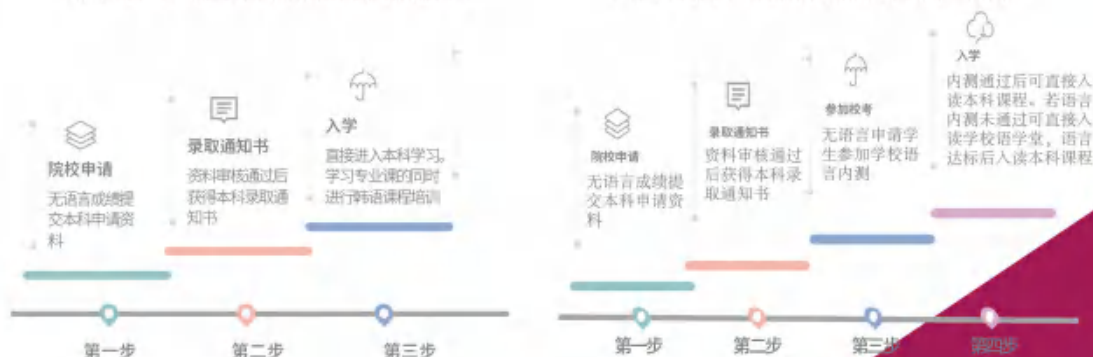 院校申请
无语言成绩提
交本科申请资
料
录取通知书
资料审核通过后
获得本科录取通
知书
入学
直接进入本科学习。
学习专业课的同时
进行韩语课程培训
第一步
第二步
第三步
院校申请
无语言成绩提
交本科申请资
料
录取通知书
资料审核通过
后获得本科录
取通知书
参加校考
无语言申请学
生参加学校语
言内测
入学
内测通过后可直接入
读本科课程。若语言
内测未通过可直接入
读学校语学堂，语言
达标后入读本科课程
第一步
第二步
第三步
第四步